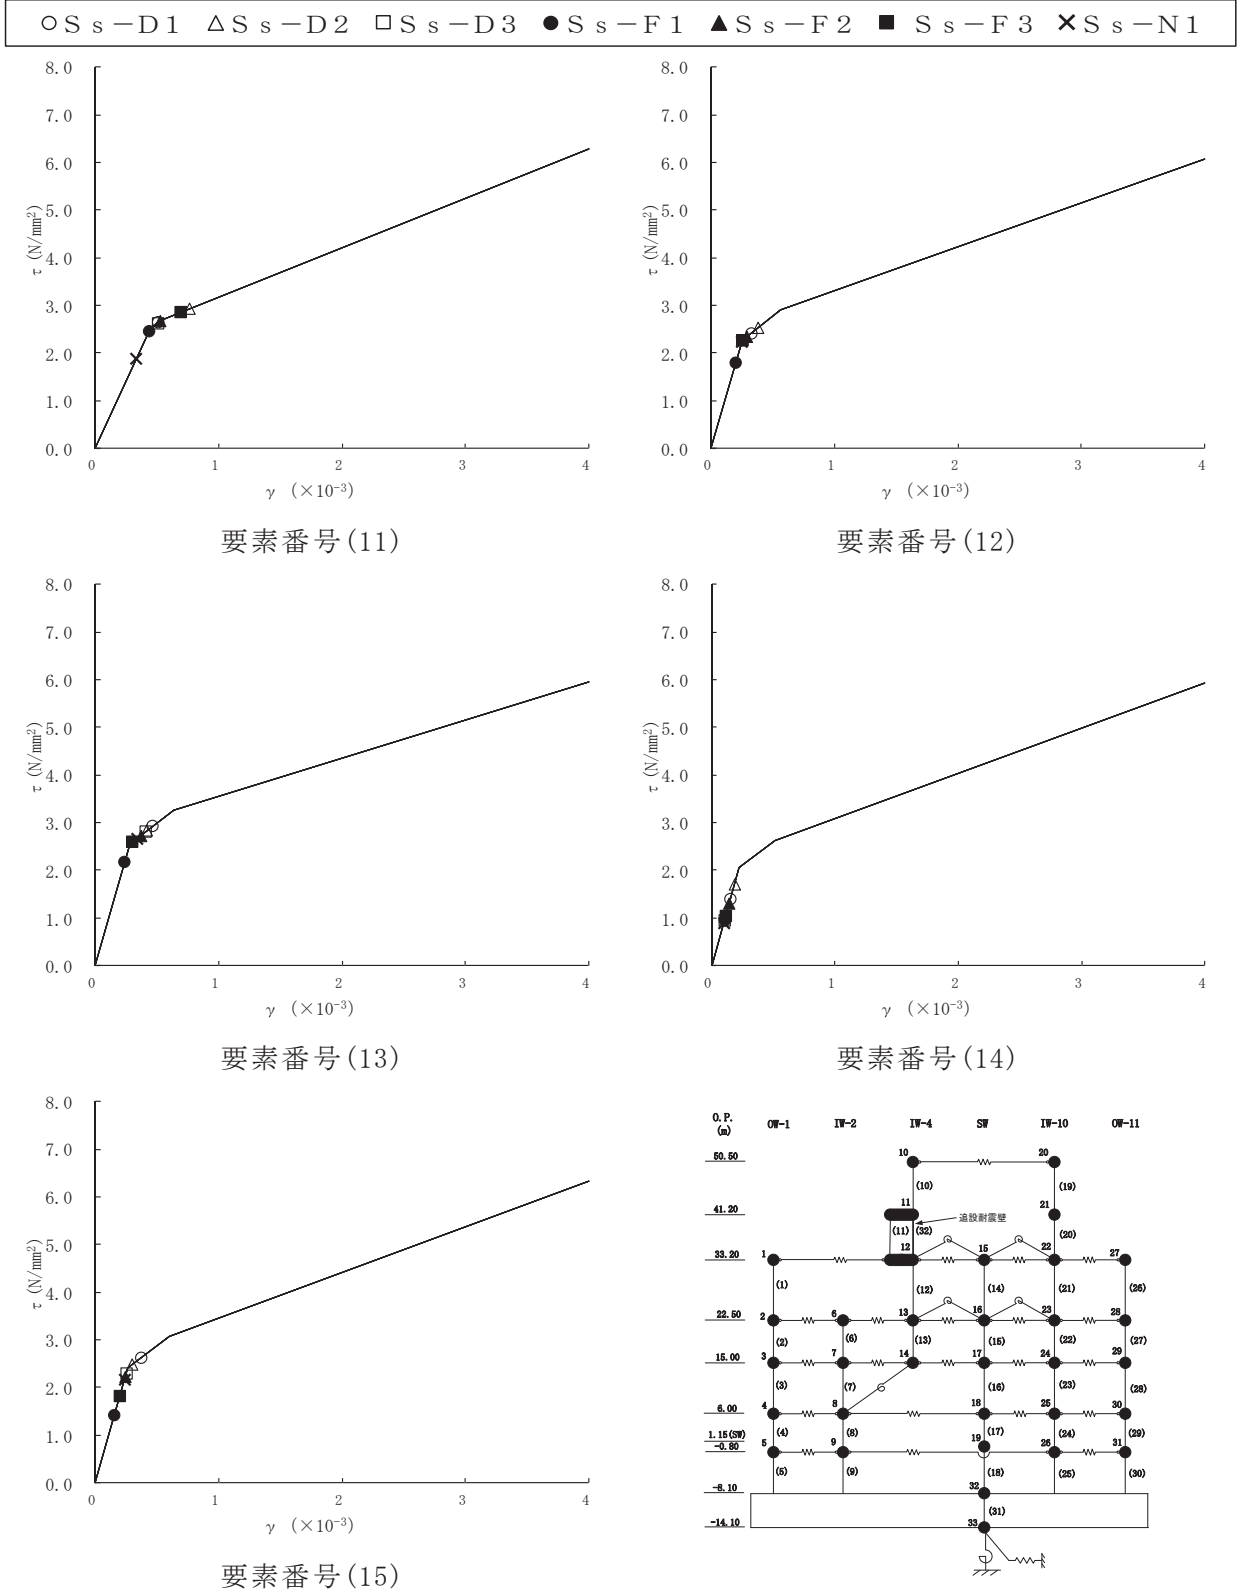 ○Ｓｓ－Ｄ１ △Ｓｓ－Ｄ２ □Ｓｓ－Ｄ３ ●Ｓｓ－Ｆ１ ▲Ｓｓ－Ｆ２ ■ Ｓｓ－Ｆ３ ×Ｓｓ－Ｎ１
8.0
7.0
6.0
5.0
4.0
3.0
2.0
1.0
0.0
τ (N/mm²)
0 1 2 3 4
γ (×10⁻³)
要素番号(11)
8.0
7.0
6.0
5.0
4.0
3.0
2.0
1.0
0.0
τ (N/mm²)
0 1 2 3 4
γ (×10⁻³)
要素番号(12)
8.0
7.0
6.0
5.0
4.0
3.0
2.0
1.0
0.0
τ (N/mm²)
0 1 2 3 4
γ (×10⁻³)
要素番号(13)
8.0
7.0
6.0
5.0
4.0
3.0
2.0
1.0
0.0
τ (N/mm²)
0 1 2 3 4
γ (×10⁻³)
要素番号(14)
8.0
7.0
6.0
5.0
4.0
3.0
2.0
1.0
0.0
τ (N/mm²)
0 1 2 3 4
γ (×10⁻³)
要素番号(15)
O.P.
(m)
OW-1 IW-2 IW-4 SW IW-10 OW-11
50.50 10 20
(10) (19)
41.20 11 21
(11) (32) 追設耐震壁 (20)
33.20 1 12 15 22 27
(1) (12) (14) (21) (26)
22.50 2 6 13 16 23 28
(2) (6) (13) (15) (22) (27)
15.00 3 7 14 17 24 29
(3) (7) (16) (23) (28)
6.00 4 8 18 25 30
(4) (8) (17) (24) (29)
1.15(SW) 19
-0.80 5 9 26 31
(5) (9) (18) (25) (30)
-8.10 32
(31)
-14.10 33